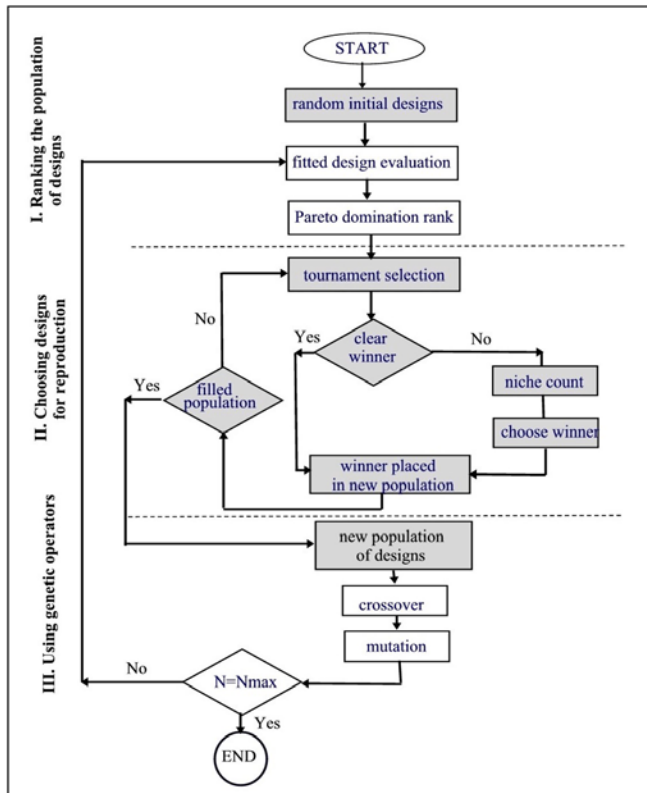 START
random initial designs
fitted design evaluation
Pareto domination rank
I. Ranking the population
of designs
tournament selection
No
clear
winner
Yes
No
niche count
choose winner
Yes
filled
population
winner placed
in new population
II. Choosing designs
for reproduction
new population
of designs
crossover
mutation
N=Nmax
No
Yes
END
III. Using genetic operators